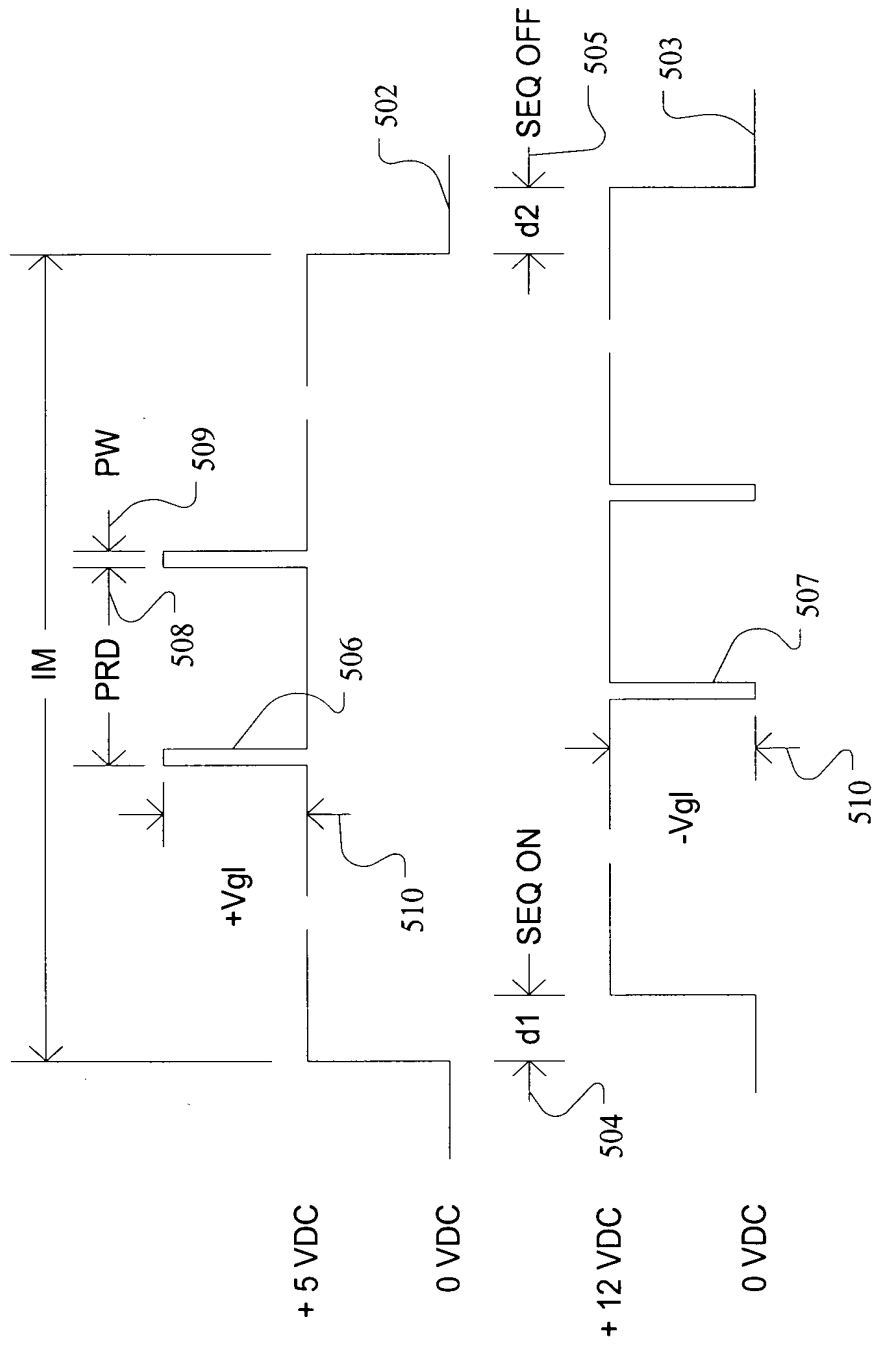 IM
PRD
PW
509
508
506
+Vgl
510
502
+ 5 VDC
0 VDC
d1
SEQ ON
504
d2
SEQ OFF
505
503
-Vgl
507
510
+ 12 VDC
0 VDC